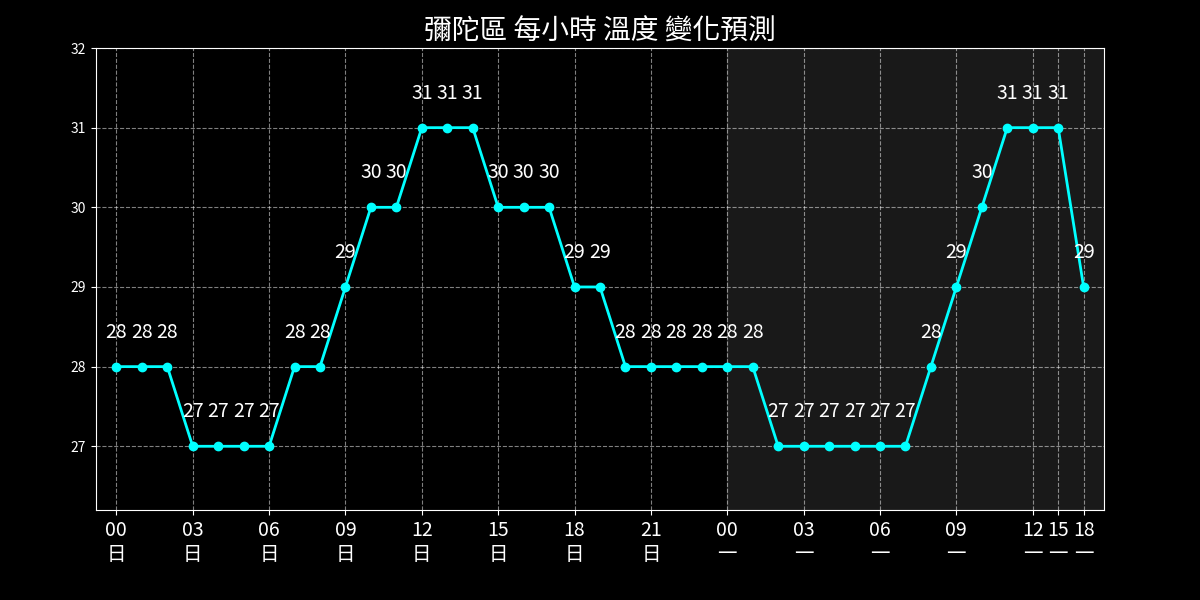 彌陀區 每小時 溫度 變化預測
32
31 31 31 31 31 31
31
30 30 30 30 30 30
30
29 29 29 29 29
29
28 28 28 28 28 28 28 28 28 28 28 28
28
27 27 27 27 27 27 27 27 27 27
27
00 03 06 09 12 15 18 21 00 03 06 09 12 15 18
日 日 日 日 日 日 日 日 一 一 一 一 一 一 一